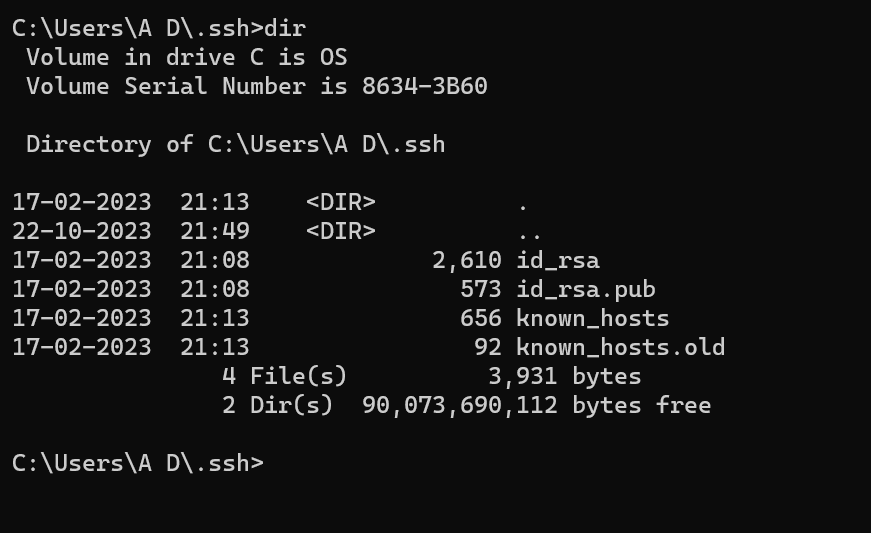 C:\Users\A D\.ssh>dir
 Volume in drive C is OS
 Volume Serial Number is 8634-3B60

 Directory of C:\Users\A D\.ssh

17-02-2023  21:13    <DIR>          .
22-10-2023  21:49    <DIR>          ..
17-02-2023  21:08             2,610 id_rsa
17-02-2023  21:08               573 id_rsa.pub
17-02-2023  21:13               656 known_hosts
17-02-2023  21:13                92 known_hosts.old
               4 File(s)          3,931 bytes
               2 Dir(s)  90,073,690,112 bytes free

C:\Users\A D\.ssh>